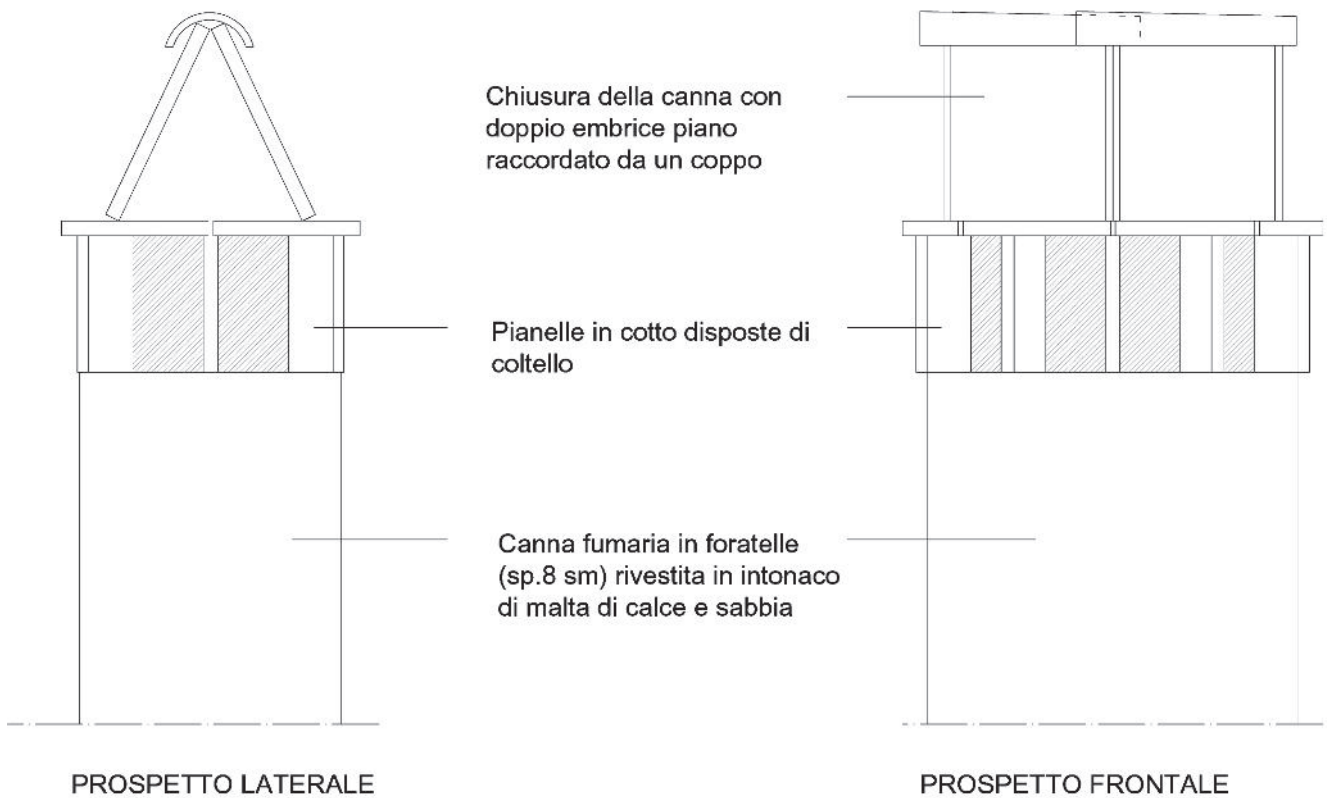 Chiusura della canna con
doppio embrice piano
raccordato da un coppo
Pianelle in cotto disposte di
coltello
Canna fumaria in foratelle
(sp.8 sm) rivestita in intonaco
di malta di calce e sabbia
PROSPETTO LATERALE
PROSPETTO FRONTALE